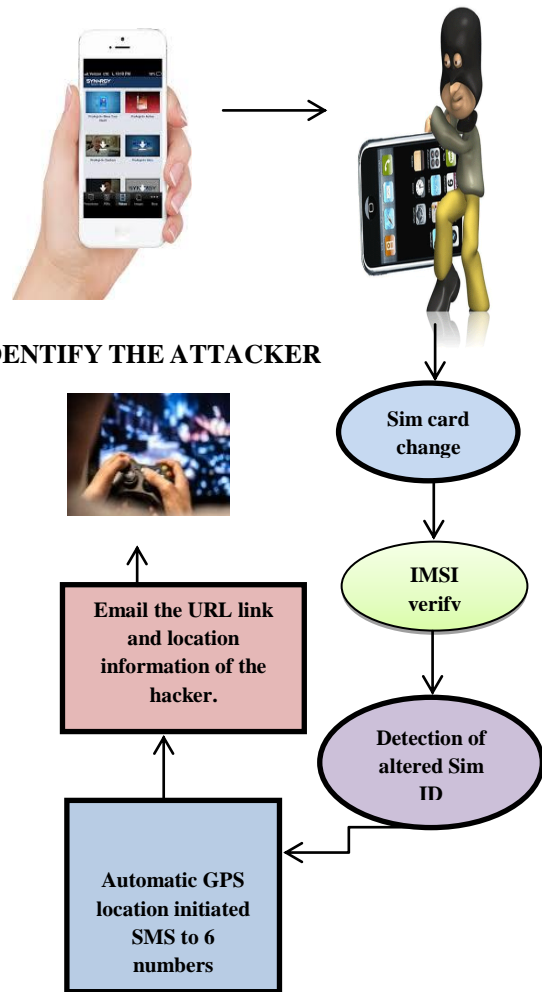 SYNERGY
DENTIFY THE ATTACKER
Sim card
change
IMSI
verify
Detection of
altered Sim
ID
Automatic GPS
location initiated
SMS to 6
numbers
Email the URL link
and location
information of the
hacker.